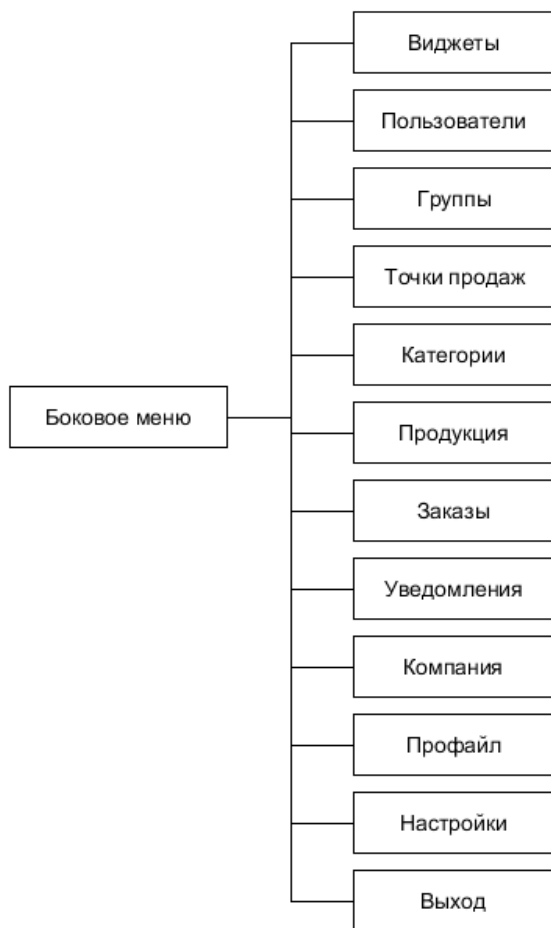 Виджеты
Пользователи
Группы
Точки продаж
Категории
Боковое меню
Продукция
Заказы
Уведомления
Компания
Профайл
Настройки
Выход